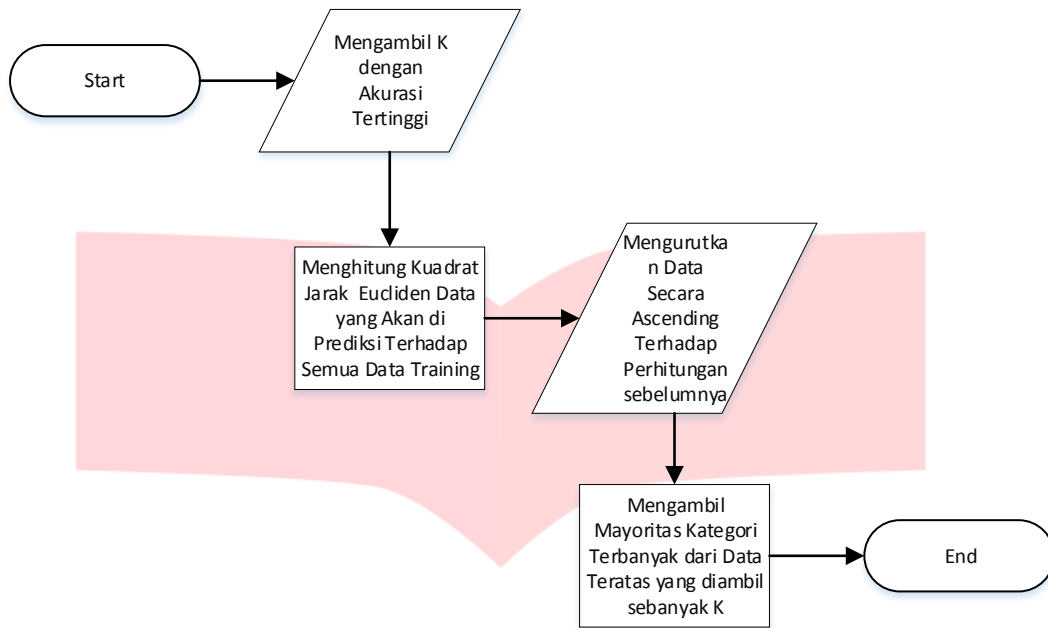 Start
Mengambil K
dengan
Akurasi
Tertinggi
Menghitung Kuadrat
Jarak Eucliden Data
yang Akan di
Prediksi Terhadap
Semua Data Training
Mengurutka
n Data
Secara
Ascending
Terhadap
Perhitungan
sebelumnya
Mengambil
Mayoritas Kategori
Terbanyak dari Data
Teratas yang diambil
sebanyak K
End